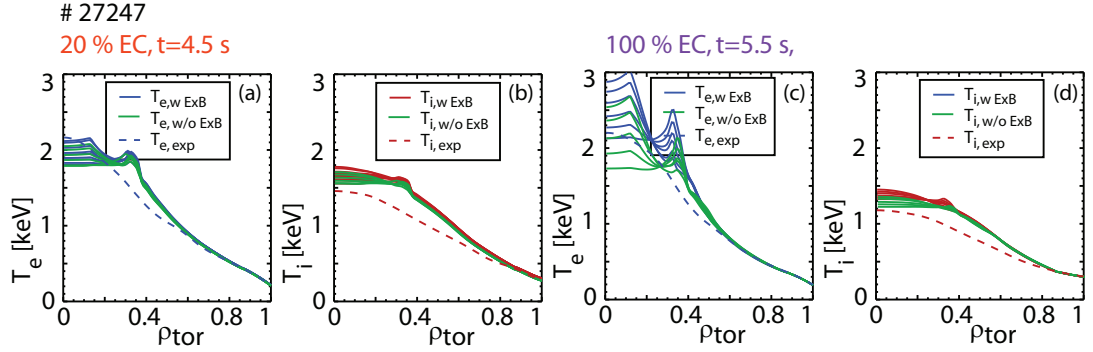 # 27247
20 % EC, t=4.5 s
100 % EC, t=5.5 s,
(a)
T_e,w ExB
T_e, w/o ExB
T_e, exp
3
2
1
0
T_e [keV]
0 0.4 0.8 1
ρ_tor
(b)
T_i,w ExB
T_i, w/o ExB
T_i, exp
3
2
1
0
T_i [keV]
0 0.4 0.8 1
ρ_tor
(c)
T_e,w ExB
T_e, w/o ExB
T_e, exp
3
2
1
0
T_e [keV]
0 0.4 0.8 1
ρ_tor
(d)
T_i,w ExB
T_i, w/o ExB
T_i, exp
3
2
1
0
T_i [keV]
0 0.4 0.8 1
ρ_tor